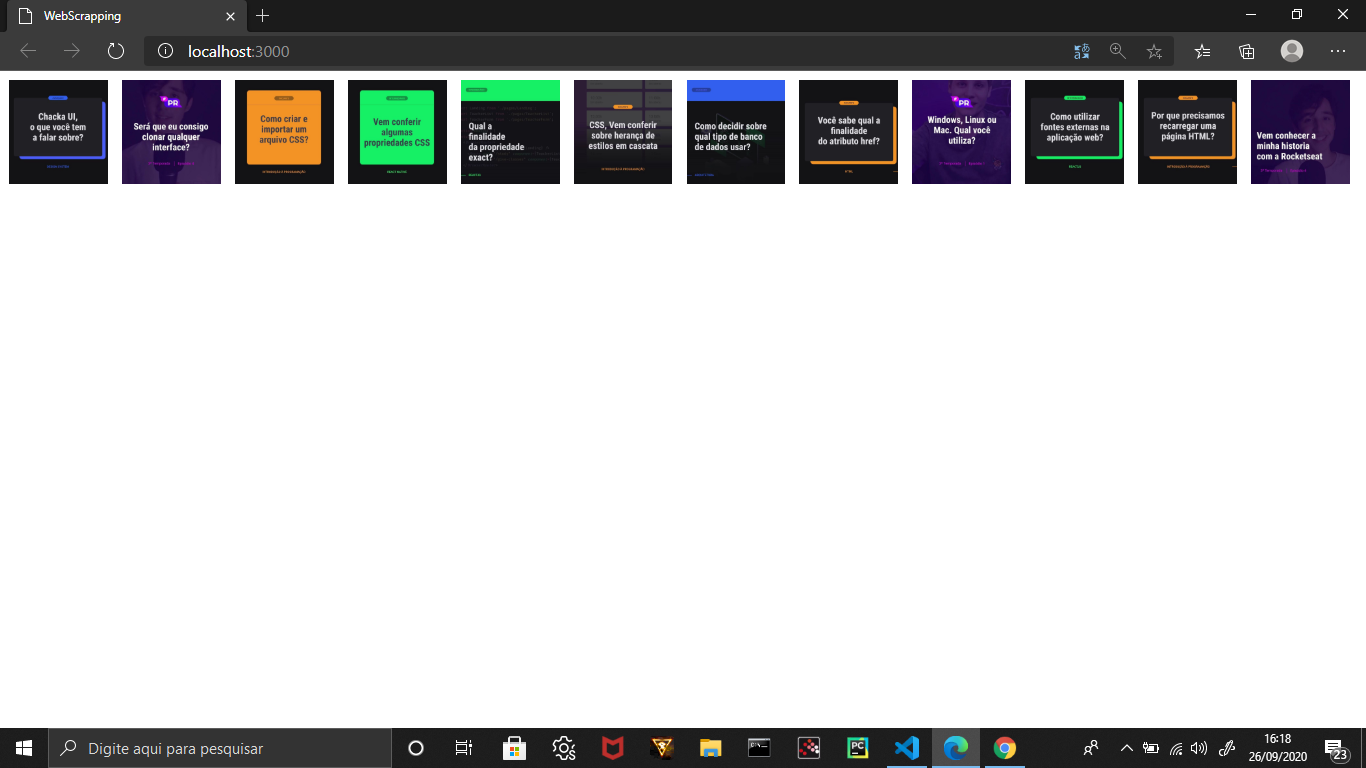 WebScrapping
localhost:3000
Chacka UI,
o que você tem
a falar sobre?
PR
Será que eu consigo
clonar qualquer
interface?
Como criar e
importar um
arquivo CSS?
Vem conferir
algumas
propriedades CSS
Qual a
finalidade
da propriedade
exact?
CSS, Vem conferir
sobre herança de
estilos em cascata
Como decidir sobre
qual tipo de banco
de dados usar?
Você sabe qual a
finalidade
do atributo href?
HTML
PR
Windows, Linux ou
Mac. Qual você
utiliza?
Como utilizar
fontes externas na
aplicação web?
Por que precisamos
recarregar uma
página HTML?
Vem conhecer a
minha historia
com a Rocketseat
Digite aqui para pesquisar
PC
16:18
26/09/2020
23